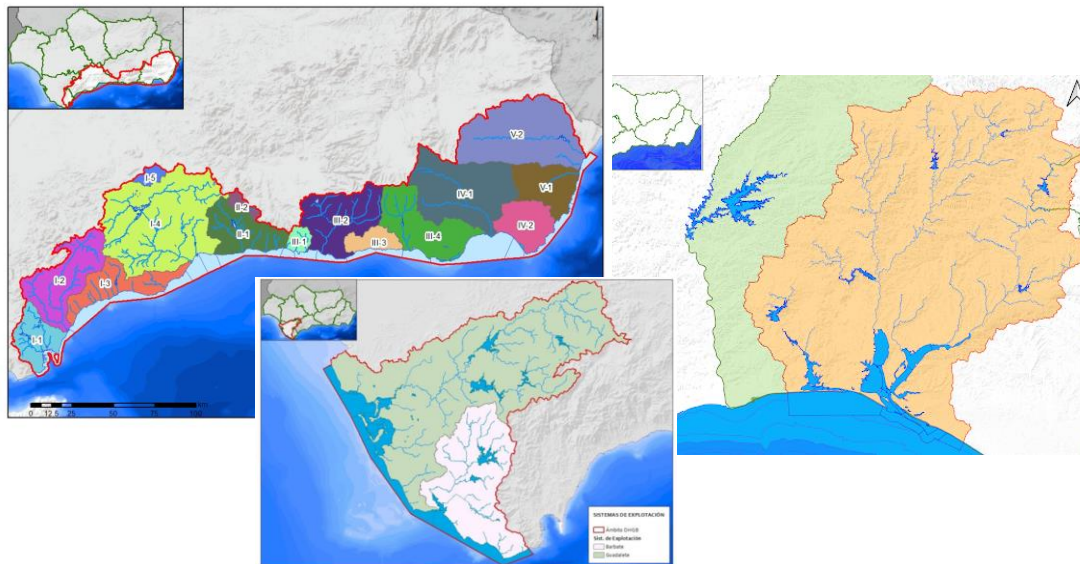 V-2
I-5
IV-1
V-1
II-2
III-2
I-4
II-1
III-1
III-4
IV-2
III-3
I-2
I-3
I-1
0 12.5 25 50 75 100
km
SISTEMAS DE EXPLOTACIÓN
Ámbito DHGB
Sist. de Explotación
Barbate
Guadalete